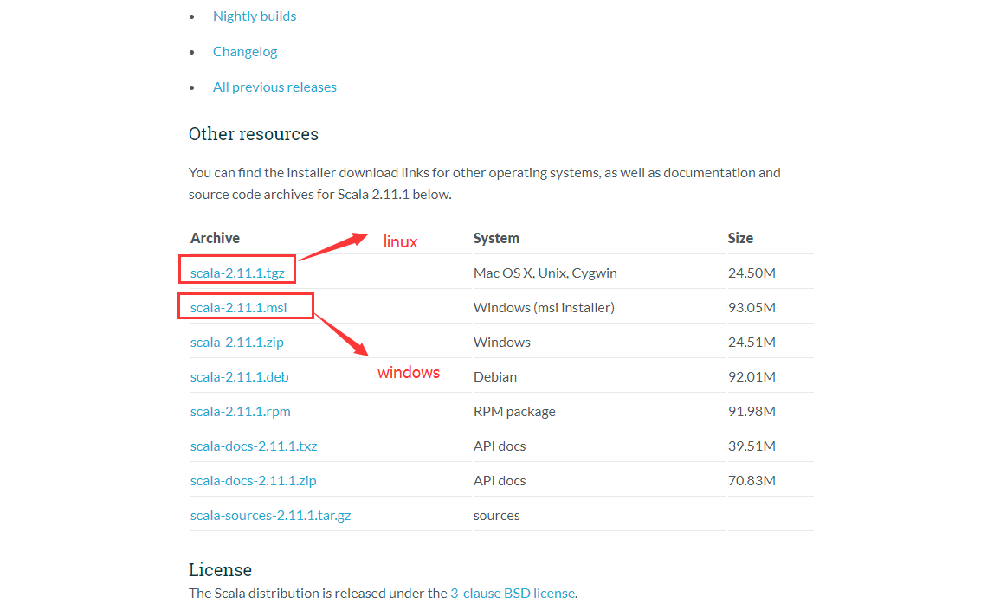 Nightly builds
Changelog
All previous releases
Other resources
You can find the installer download links for other operating systems, as well as documentation and
source code archives for Scala 2.11.1 below.
Archive System Size
linux
scala-2.11.1.tgz Mac OS X, Unix, Cygwin 24.50M
scala-2.11.1.msi Windows (msi installer) 93.05M
scala-2.11.1.zip Windows 24.51M
windows
scala-2.11.1.deb Debian 92.01M
scala-2.11.1.rpm RPM package 91.98M
scala-docs-2.11.1.txz API docs 39.51M
scala-docs-2.11.1.zip API docs 70.83M
scala-sources-2.11.1.tar.gz sources
License
The Scala distribution is released under the 3-clause BSD license.